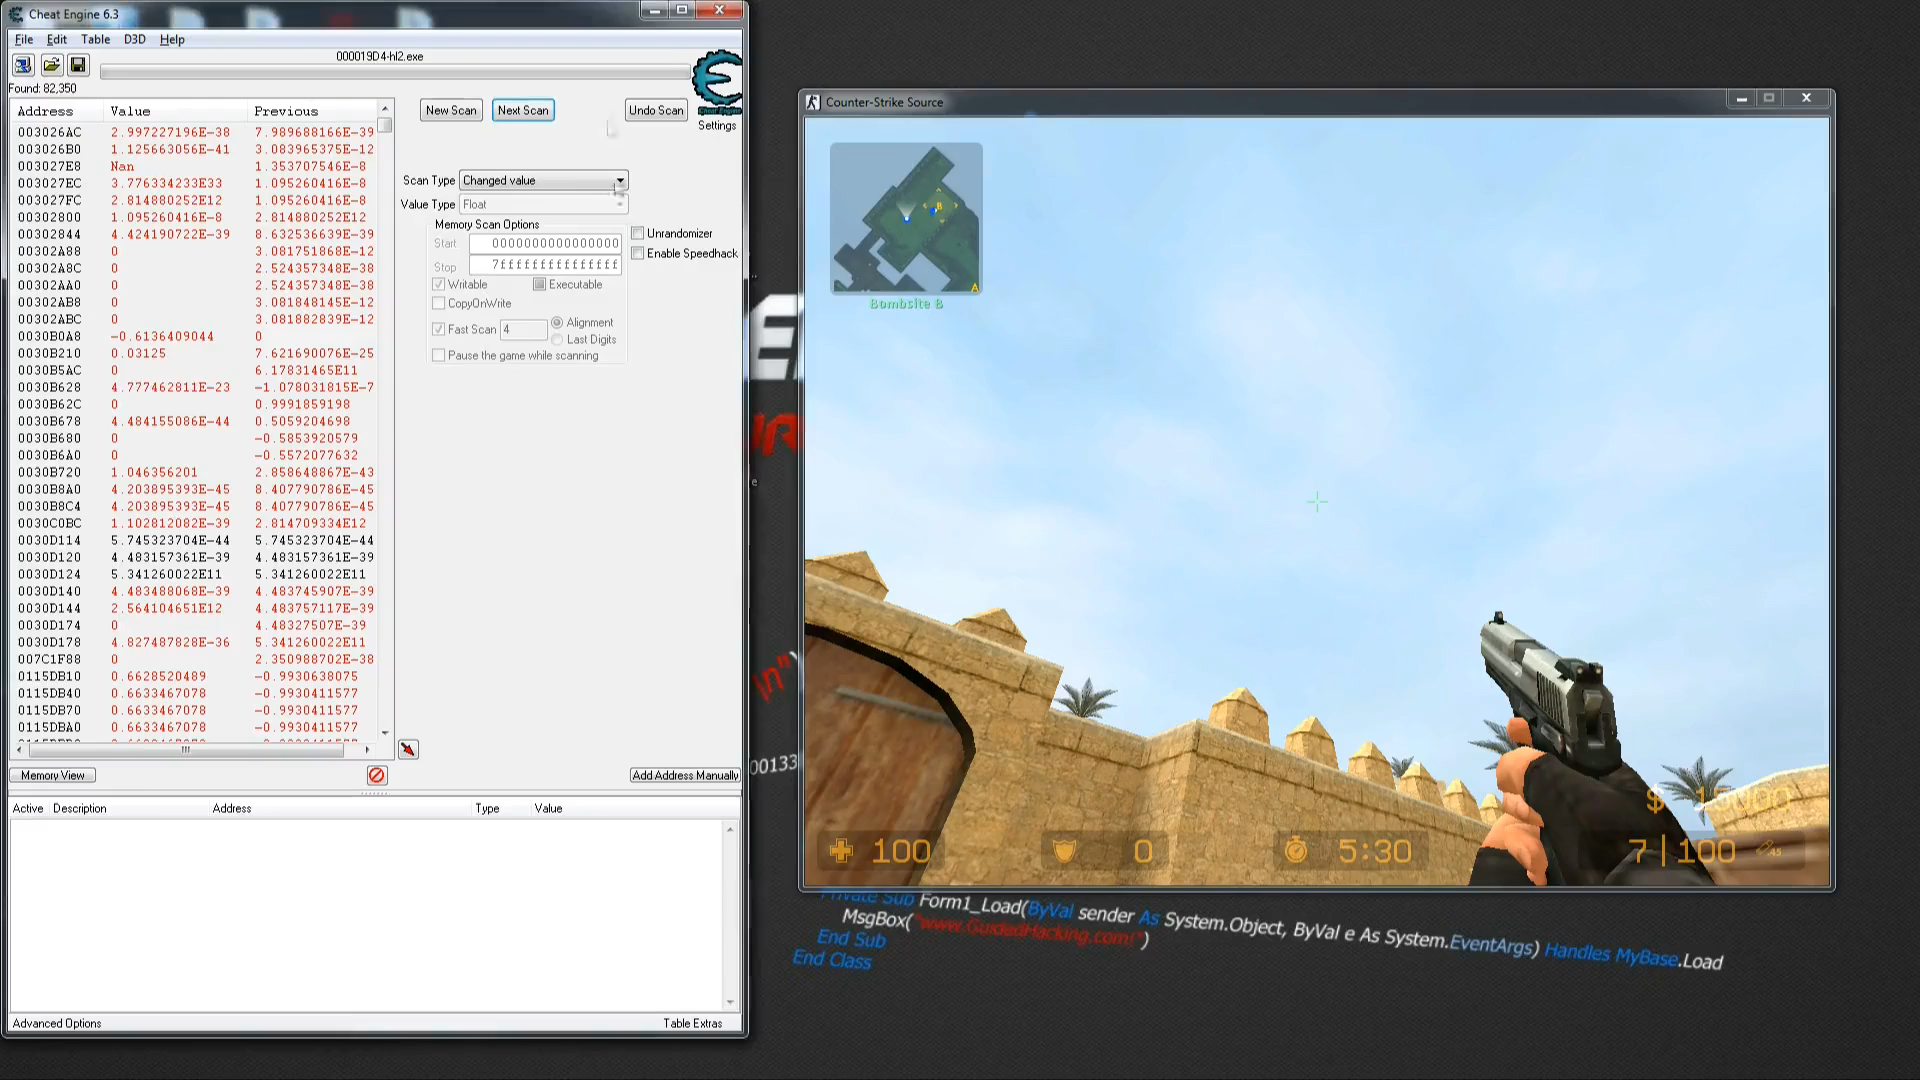 Cheat Engine 6.3
File Edit Table D3D Help
000019D4-hl2.exe
Found: 82,350
Address Value Previous
003026AC 2.997227196E-38 7.989688166E-39
003026B0 1.125663056E-41 3.083965375E-12
003027E8 Nan 1.353707546E-8
003027EC 3.776334233E33 1.095260416E-8
003027FC 2.814880252E12 1.095260416E-8
00302800 1.095260416E-8 2.814880252E12
00302844 4.424190722E-39 8.632536639E-39
00302A88 0 3.081751868E-12
00302A8C 0 2.524357348E-38
00302AA0 0 2.524357348E-38
00302AB8 0 3.081848145E-12
00302ABC 0 3.081882839E-12
0030B0A8 -0.6136409044 0
0030B210 0.03125 7.621690076E-25
0030B5AC 0 6.17831465E11
0030B628 4.777462811E-23 -1.078031815E-7
0030B62C 0 0.9991859198
0030B678 4.484155086E-44 0.5059204698
0030B680 0 -0.5853920579
0030B6A0 0 -0.5572077632
0030B720 1.046356201 2.858648867E-43
0030B8A0 4.203895393E-45 8.407790786E-45
0030B8C4 4.203895393E-45 8.407790786E-45
0030C0BC 1.102812082E-39 2.814709334E12
0030D114 5.745323704E-44 5.745323704E-44
0030D120 4.483157361E-39 4.483157361E-39
0030D124 5.341260022E11 5.341260022E11
0030D140 4.483488068E-39 4.483745907E-39
0030D144 2.564104651E12 4.483757117E-39
0030D174 0 4.48327507E-39
0030D178 4.827487828E-36 5.341260022E11
007C1F88 0 2.350988702E-38
0115DB10 0.6628520489 -0.9930638075
0115DB40 0.6633467078 -0.9930411577
0115DB70 0.6633467078 -0.9930411577
0115DBA0 0.6633467078 -0.9930411577
New Scan Next Scan Undo Scan
Cheat Engine
Settings
Scan Type Changed value
Value Type Float
Memory Scan Options
Start 0000000000000000
Stop 7fffffffffffffff
Writable Executable
CopyOnWrite
Fast Scan 4 Alignment
Last Digits
Pause the game while scanning
Unrandomizer
Enable Speedhack
Memory View Add Address Manually
Active Description Address Type Value
Advanced Options Table Extras
Counter-Strike Source
B
A
Bombsite B
$ 15000
100 0 5:30 7|100 .45
\n")
00133
Private Sub Form1_Load(ByVal sender As System.Object, ByVal e As System.EventArgs) Handles MyBase.Load
MsgBox("www.GuidedHacking.com!")
End Sub
End Class